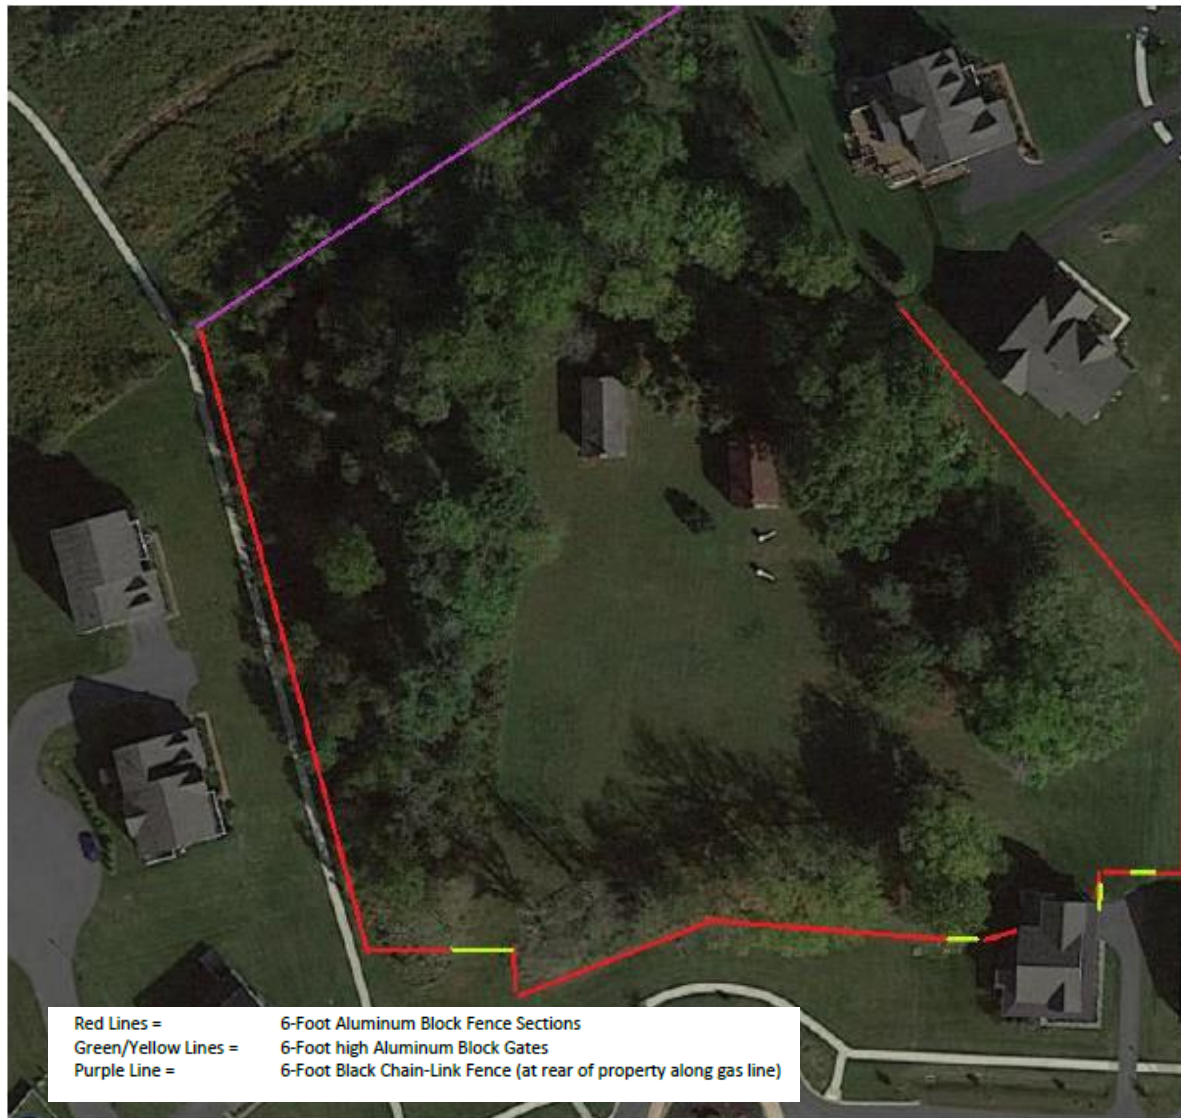 Red Lines = 6-Foot Aluminum Block Fence Sections
Green/Yellow Lines = 6-Foot high Aluminum Block Gates
Purple Line = 6-Foot Black Chain-Link Fence (at rear of property along gas line)